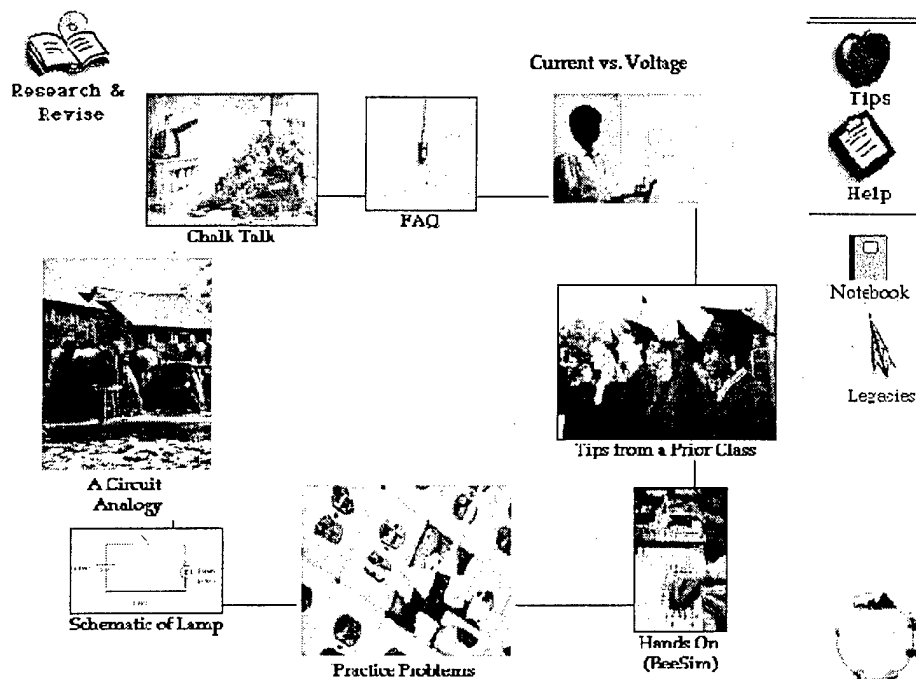 Research &
Revise
Current vs. Voltage
Tips
Chalk Talk
FAQ
Help
Notebook
Legacies
Tips from a Prior Class
A Circuit
Analogy
Schematic of Lamp
Practice Problems
Hands On
(BeeSim)